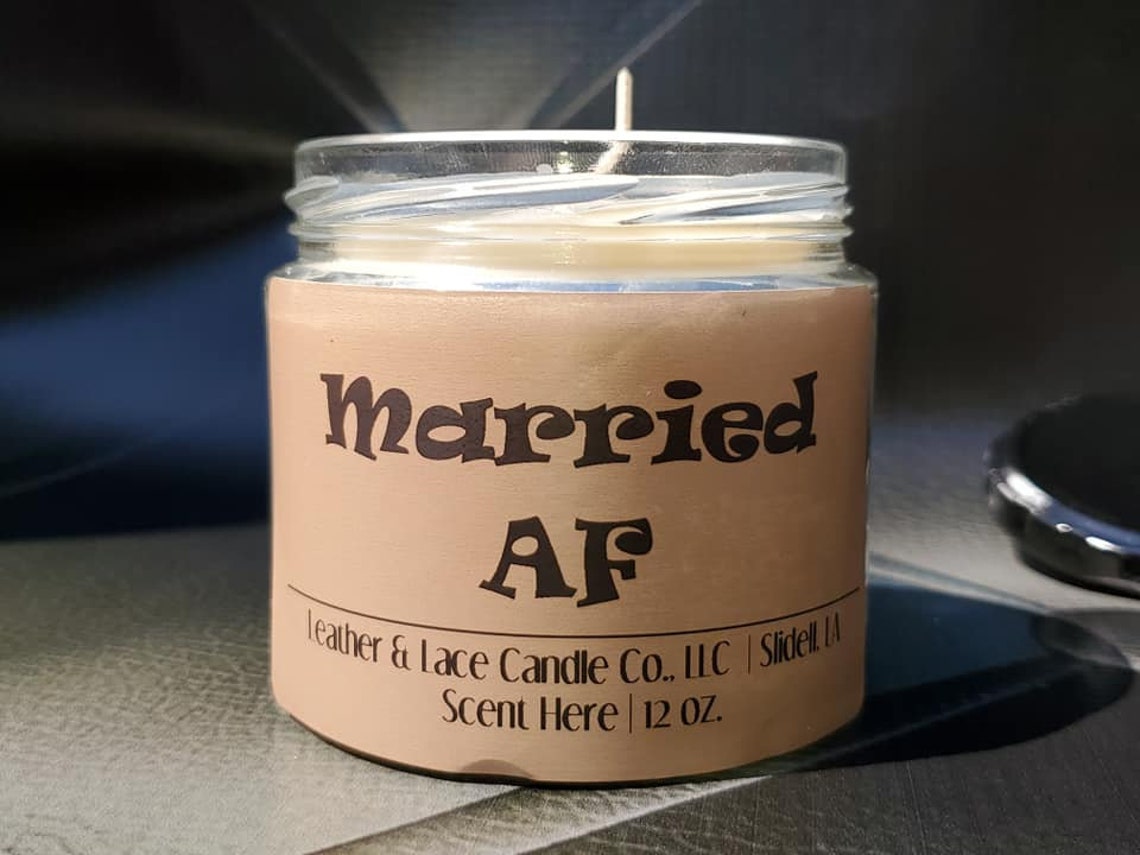 Married
AF
Leather & Lace Candle Co., LLC | Slidell, LA
Scent Here | 12 oz.